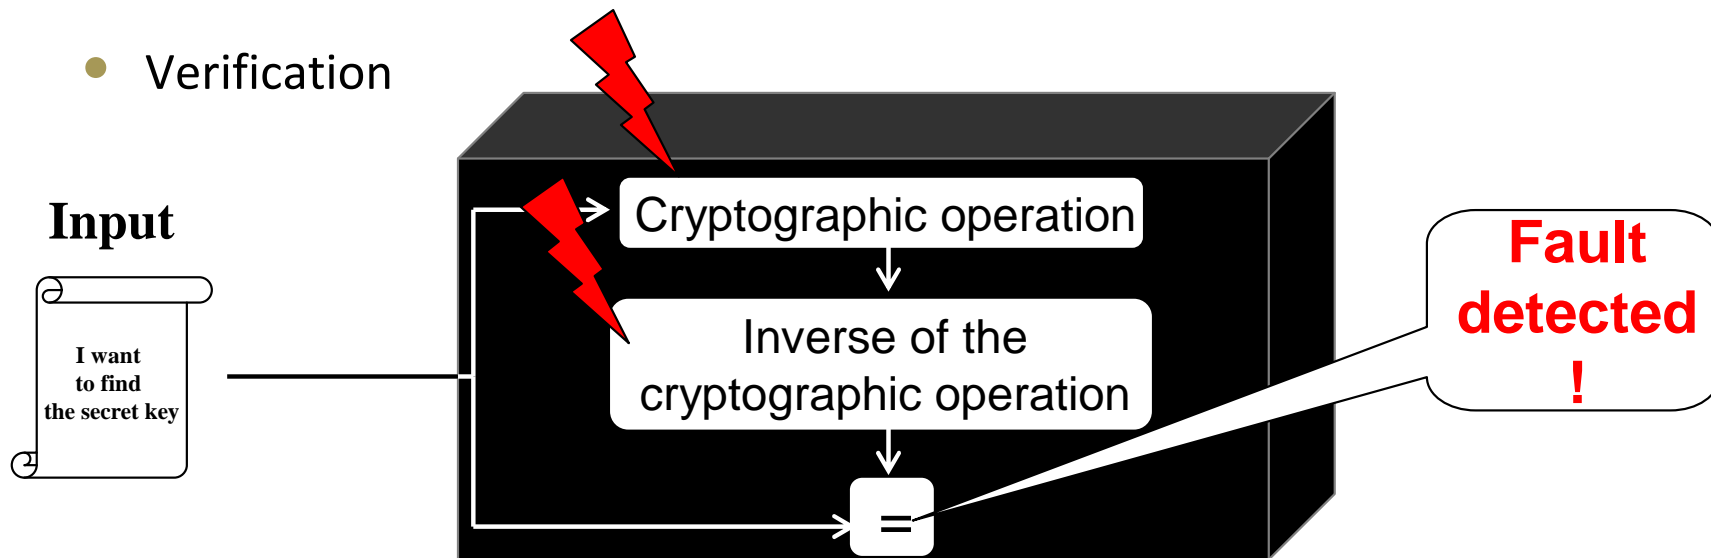 Verification
Input
I want
to find
the secret key
Cryptographic operation
Inverse of the
cryptographic operation
=
Fault
detected
!